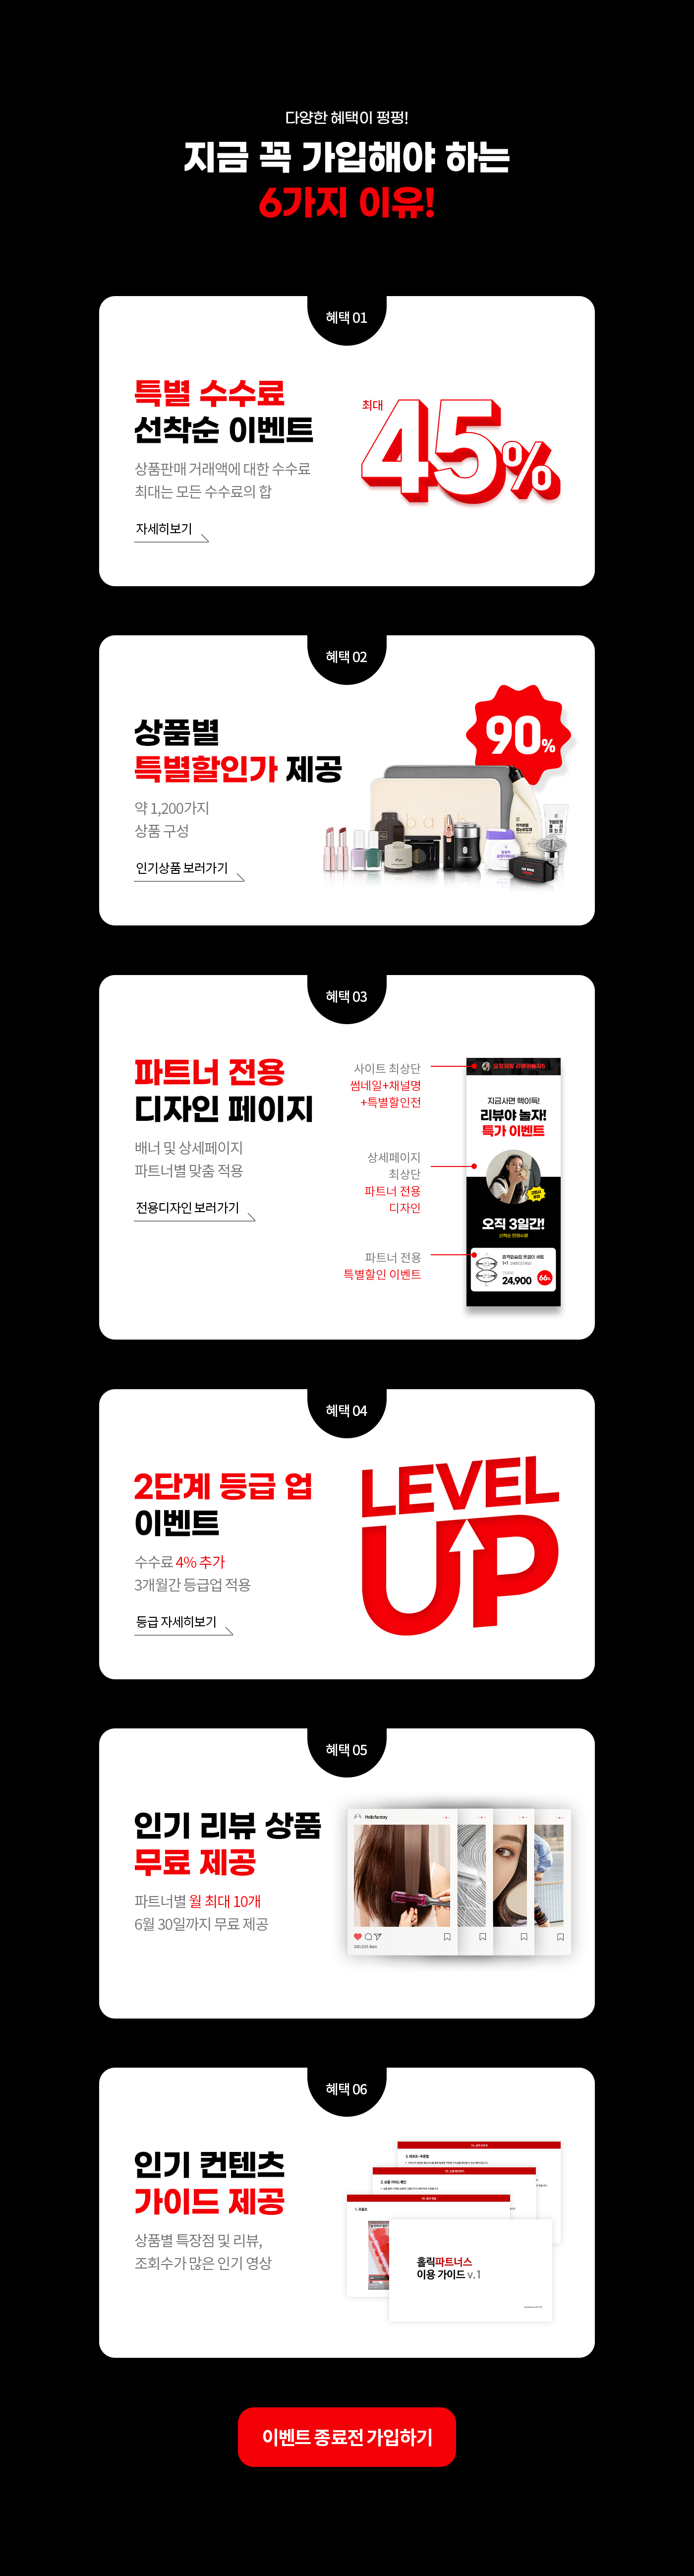 다양한 혜택이 펑펑!
지금 꼭 가입해야 하는
6가지 이유!
혜택 01
특별 수수료
선착순 이벤트
상품판매 거래액에 대한 수수료
최대는 모든 수수료의 합
자세히보기
최대
45%
혜택 02
상품별
특별할인가 제공
약 1,200가지
상품 구성
인기상품 보러가기
90%
혜택 03
파트너 전용
디자인 페이지
배너 및 상세페이지
파트너별 맞춤 적용
전용디자인 보러가기
사이트 최상단
썸네일+채널명
+특별할인전
상세페이지
최상단
파트너 전용
디자인
파트너 전용
특별할인 이벤트
지금사면 핵이득!
리뷰야 놀자!
특가 이벤트
오직 3일간!
선착순 한정수량
24,900
66%
혜택 04
2단계 등급 업
이벤트
수수료 4% 추가
3개월간 등급업 적용
등급 자세히보기
LEVEL
UP
혜택 05
인기 리뷰 상품
무료 제공
파트너별 월 최대 10개
6월 30일까지 무료 제공
Holicfactory
혜택 06
인기 컨텐츠
가이드 제공
상품별 특장점 및 리뷰,
조회수가 많은 인기 영상
홀릭파트너스
이용 가이드 v.1
이벤트 종료전 가입하기